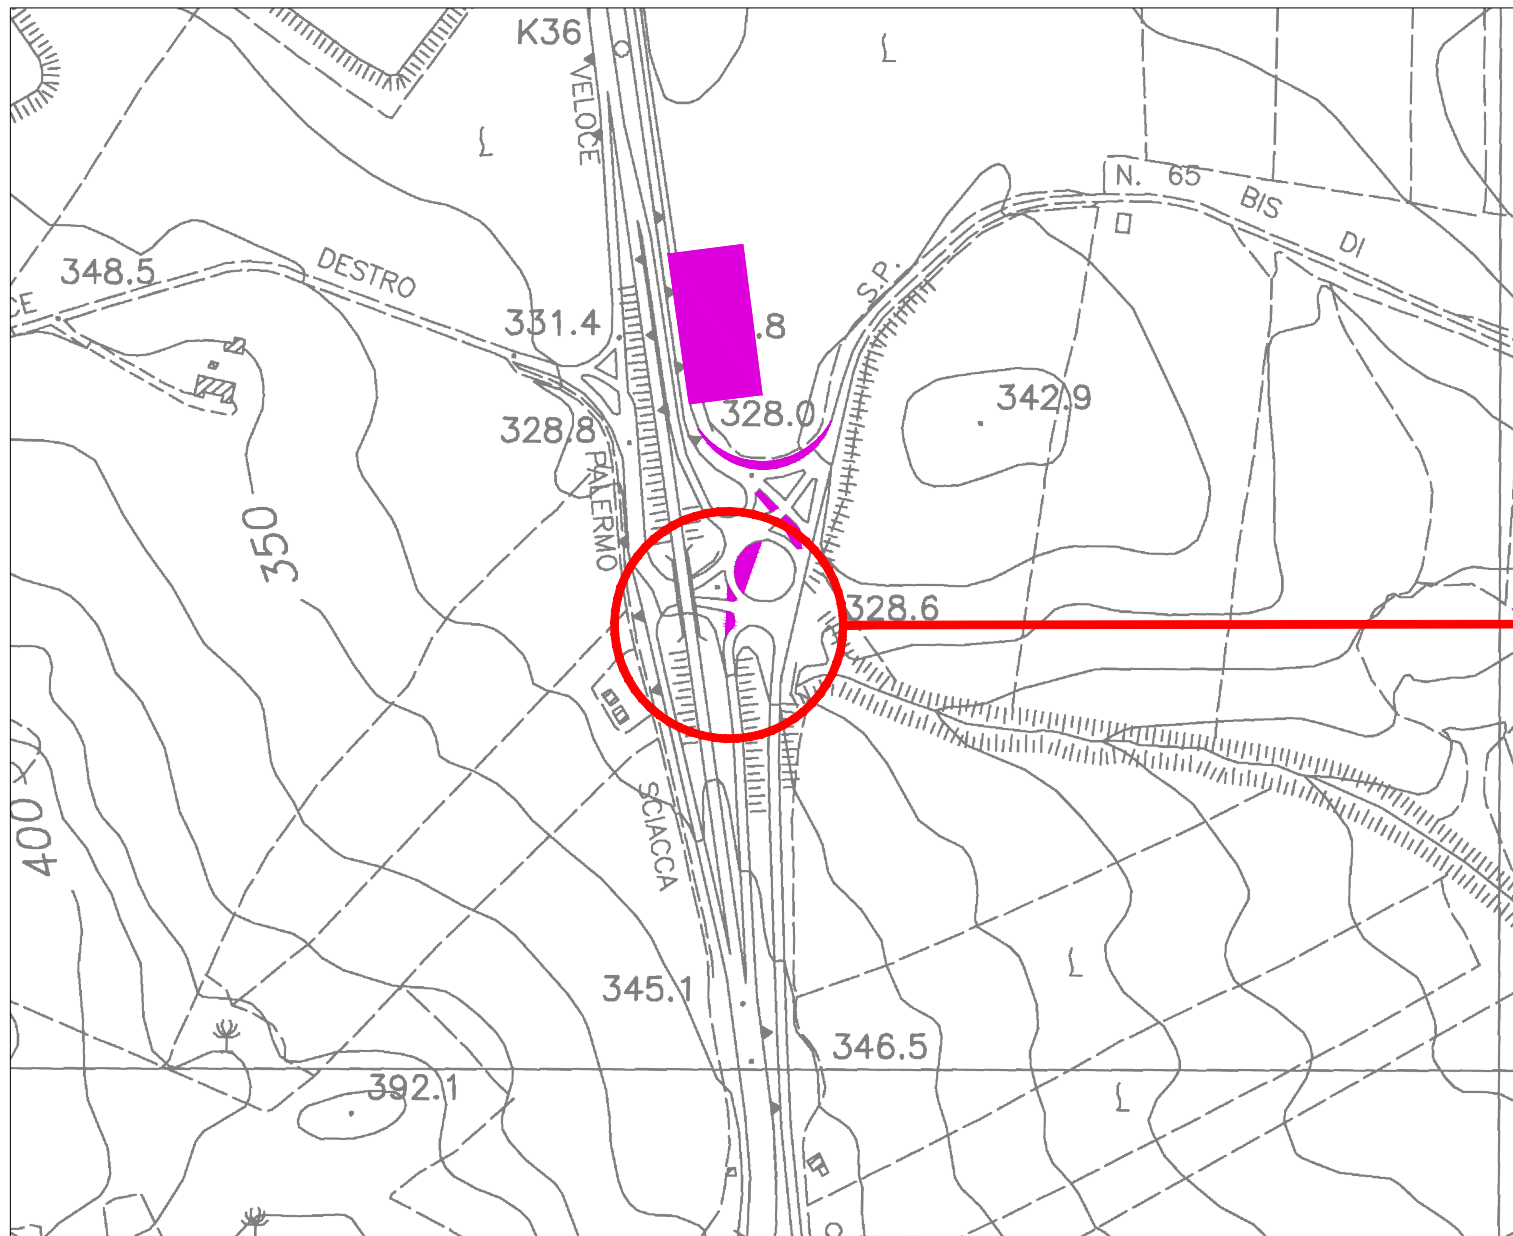 K36
VELOCE
N. 65
BIS
DI
S.P.
DESTRO
348.5
CE
331.4
.8
342.9
328.0
328.8
PALERMO
350
328.6
SCIACCA
400
345.1
346.5
392.1